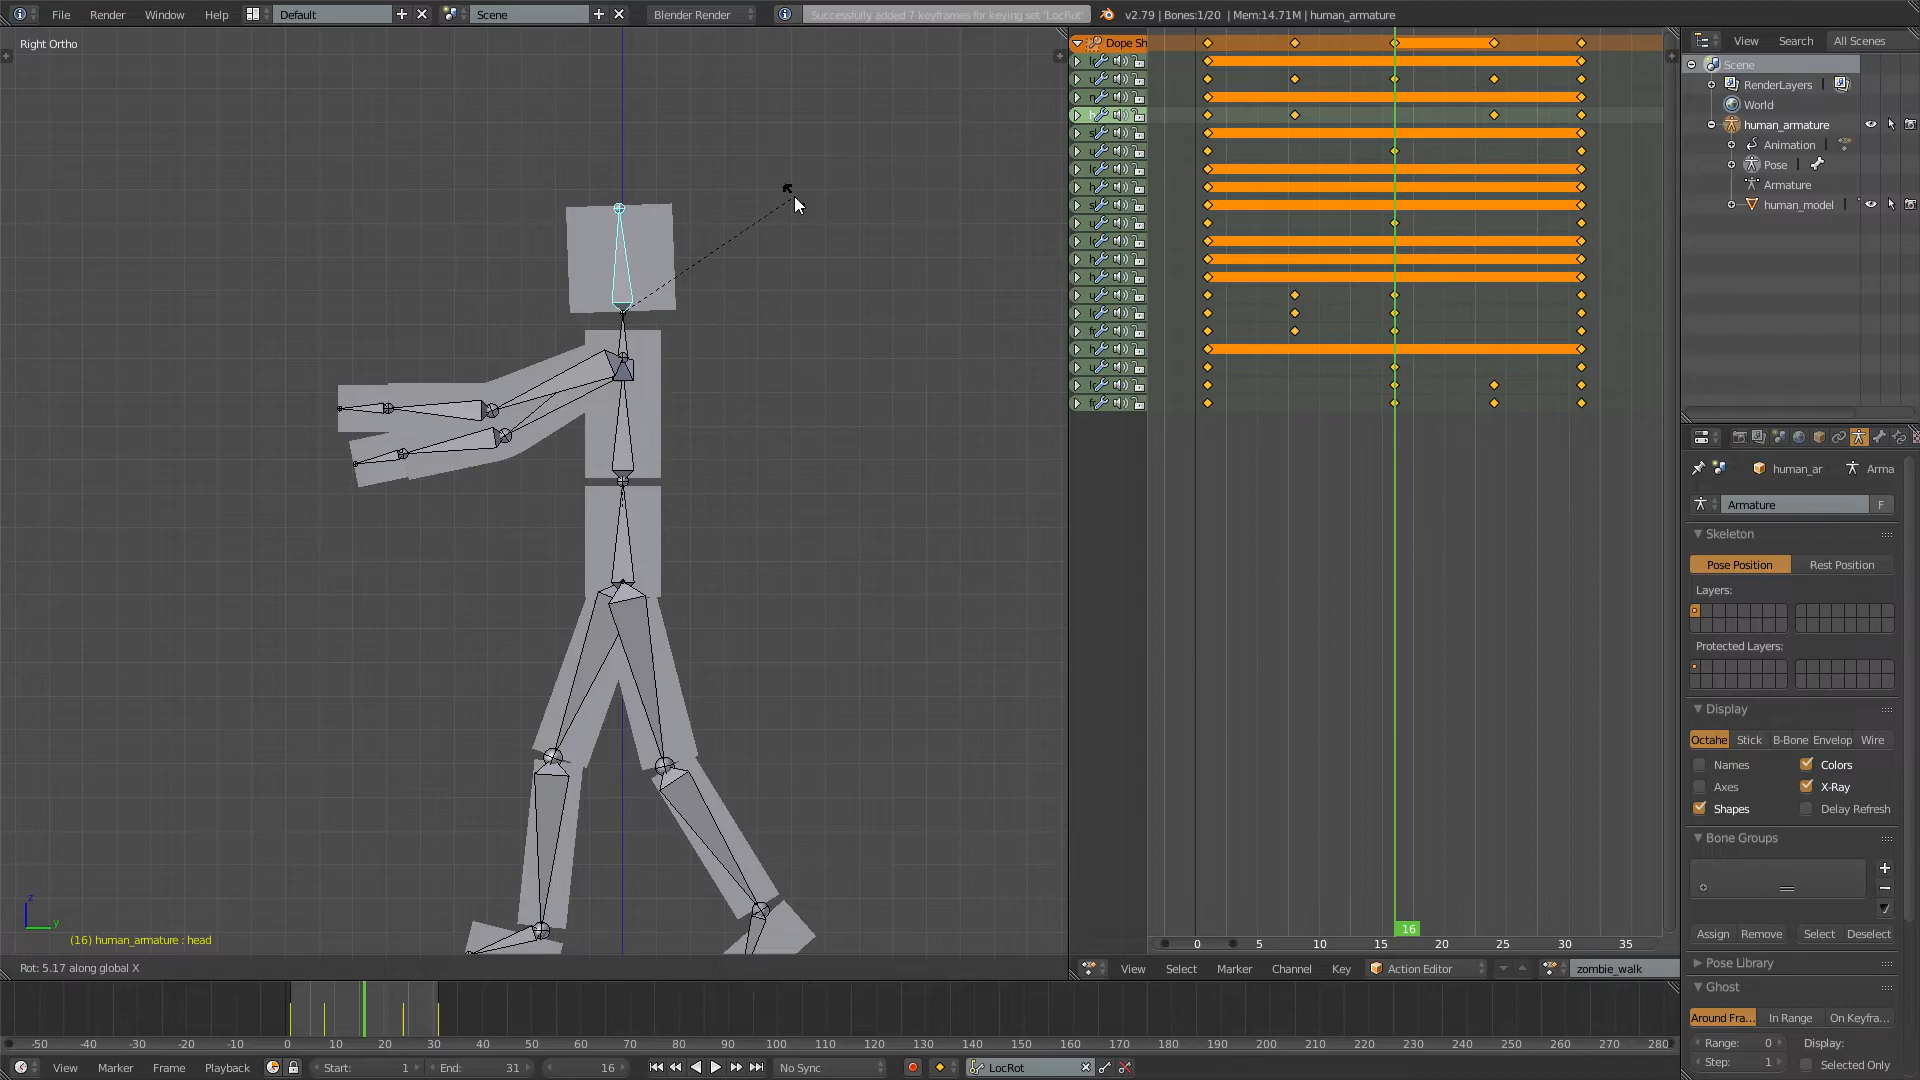 File Render Window Help Default Scene Blender Render Successfully added 7 keyframes for keying set 'LocRot' v2.79 | Bones:1/20 | Mem:14.71M | human_armature
Right Ortho
Dope Sh
View Search All Scenes
Scene
RenderLayers
World
human_armature
Animation
Pose
Armature
human_model
human_ar Arma
Armature F
Skeleton
Pose Position Rest Position
Layers:
Protected Layers:
Display
Octahe Stick B-Bone Envelop Wire
Names Colors
Axes X-Ray
Shapes Delay Refresh
Bone Groups
Assign Remove Select Deselect
Pose Library
Ghost
Around Fra... In Range On Keyfra...
Range: 0 Display:
Step: 1 Selected Only
z
y
(16) human_armature : head
Rot: 5.17 along global X
16
0 5 10 15 20 25 30 35
View Select Marker Channel Key Action Editor zombie_walk
-50 -40 -30 -20 -10 0 10 20 30 40 50 60 70 80 90 100 110 120 130 140 150 160 170 180 190 200 210 220 230 240 250 260 270 280
View Marker Frame Playback Start: 1 End: 31 16 No Sync LocRot